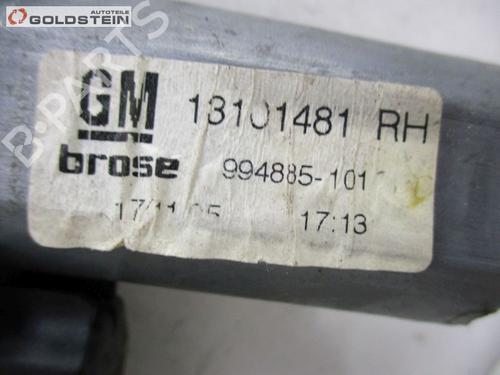 AUTOTEILE
GOLDSTEIN
B-PARTS
GM 13101481 RH
brose 994885-101
17:13